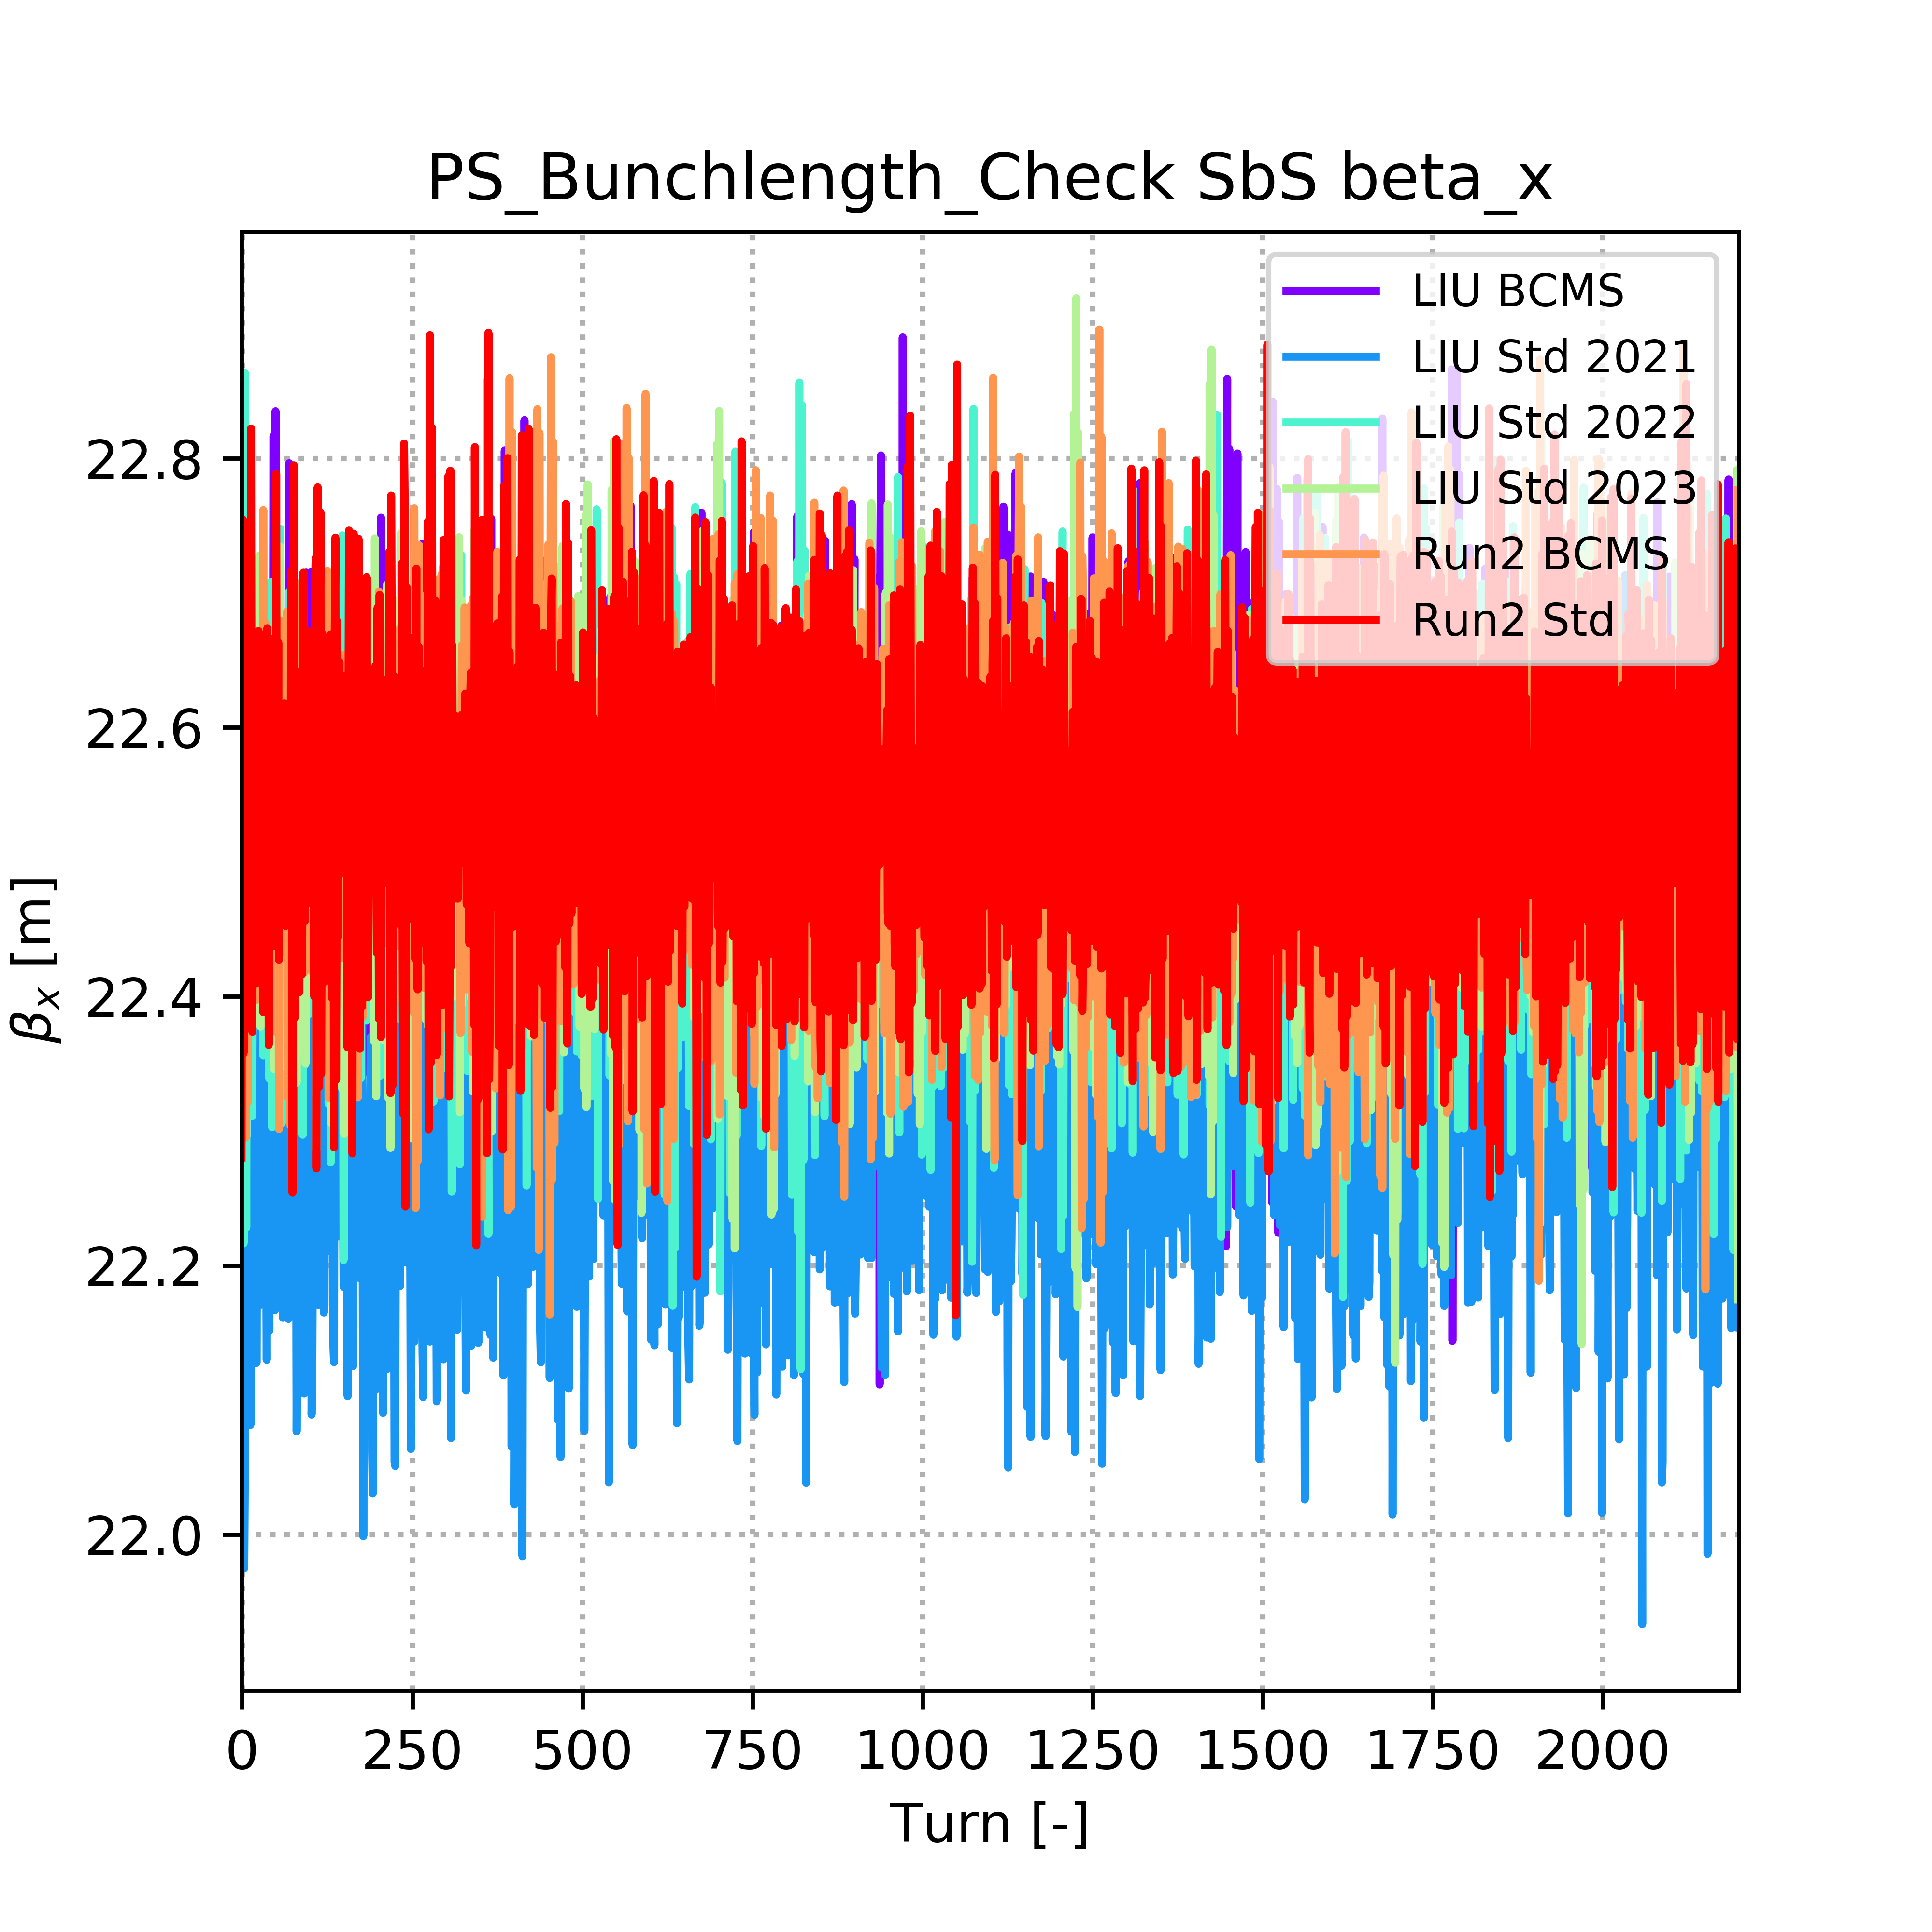 PS_Bunchlength_Check SbS beta_x
LIU BCMS
LIU Std 2021
LIU Std 2022
LIU Std 2023
Run2 BCMS
Run2 Std
22.8
22.6
22.4
22.2
22.0
βx [m]
0 250 500 750 1000 1250 1500 1750 2000
Turn [-]